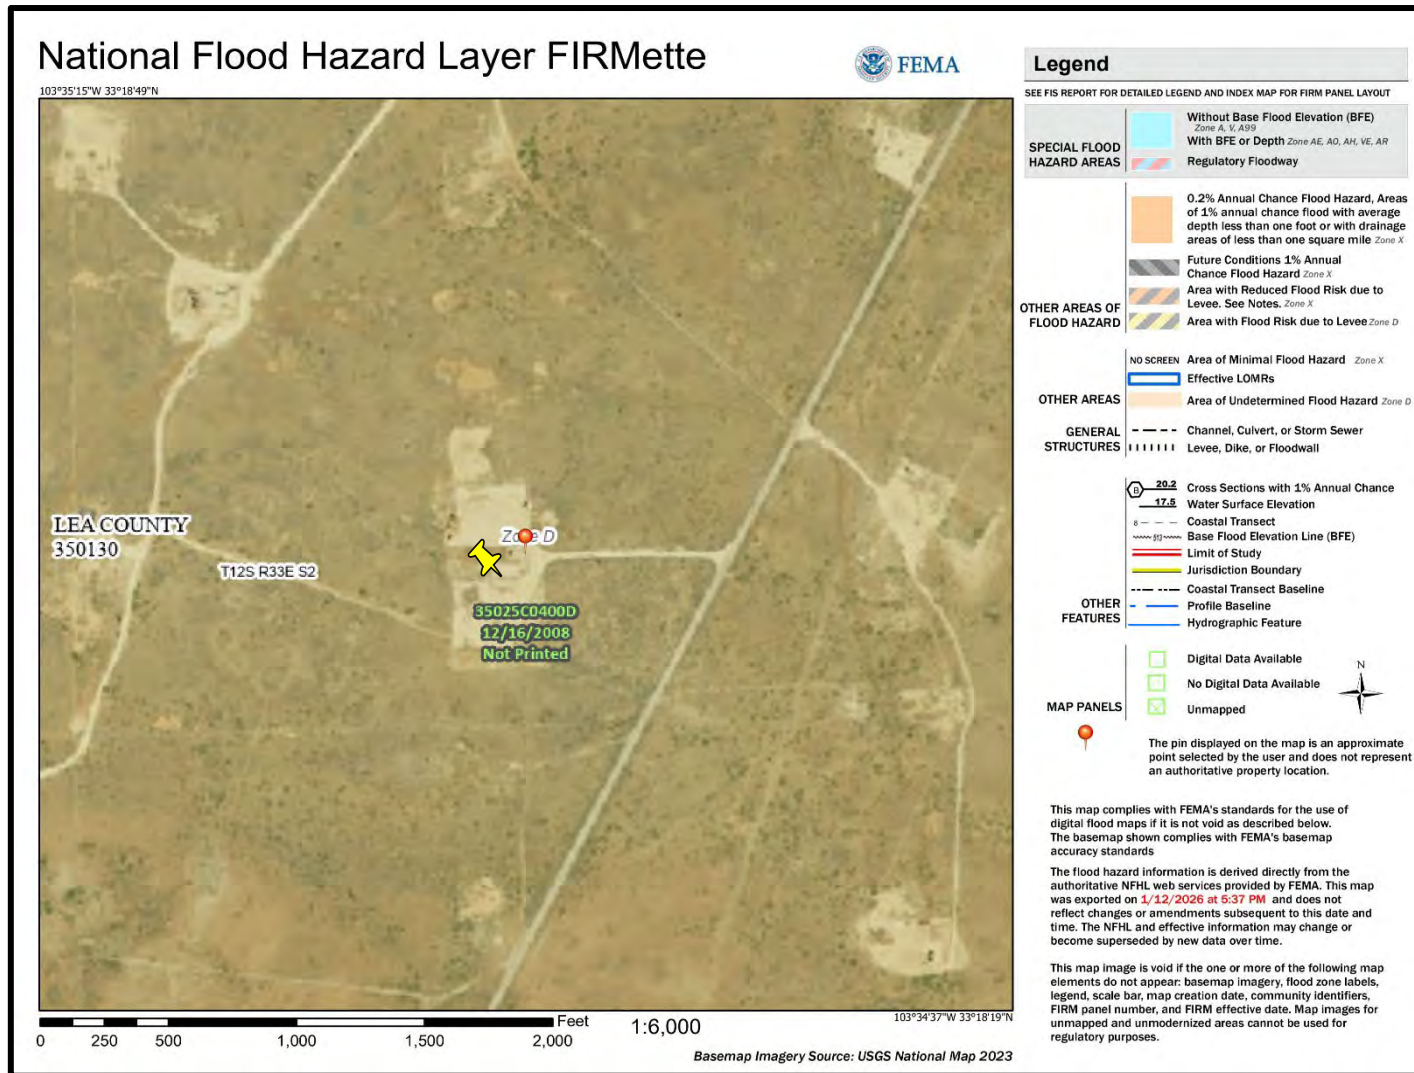 National Flood Hazard Layer FIRMette
FEMA
103°35'15"W 33°18'49"N
Zone D
LEA COUNTY
350130
T12S R33E S2
35025C0400D
12/16/2008
Not Printed
103°34'37"W 33°18'19"N
Feet
1:6,000
0 250 500 1,000 1,500 2,000
Basemap Imagery Source: USGS National Map 2023
Legend
SEE FIS REPORT FOR DETAILED LEGEND AND INDEX MAP FOR FIRM PANEL LAYOUT
SPECIAL FLOOD
HAZARD AREAS
Without Base Flood Elevation (BFE)
Zone A, V, A99
With BFE or Depth Zone AE, AO, AH, VE, AR
Regulatory Floodway
OTHER AREAS OF
FLOOD HAZARD
0.2% Annual Chance Flood Hazard, Areas
of 1% annual chance flood with average
depth less than one foot or with drainage
areas of less than one square mile Zone X
Future Conditions 1% Annual
Chance Flood Hazard Zone X
Area with Reduced Flood Risk due to
Levee. See Notes. Zone X
Area with Flood Risk due to Levee Zone D
OTHER AREAS
NO SCREEN Area of Minimal Flood Hazard Zone X
Effective LOMRs
Area of Undetermined Flood Hazard Zone D
GENERAL
STRUCTURES
Channel, Culvert, or Storm Sewer
Levee, Dike, or Floodwall
OTHER
FEATURES
B 20.2 Cross Sections with 1% Annual Chance
17.5 Water Surface Elevation
8 Coastal Transect
513 Base Flood Elevation Line (BFE)
Limit of Study
Jurisdiction Boundary
Coastal Transect Baseline
Profile Baseline
Hydrographic Feature
MAP PANELS
Digital Data Available
No Digital Data Available
Unmapped
N
The pin displayed on the map is an approximate
point selected by the user and does not represent
an authoritative property location.
This map complies with FEMA's standards for the use of
digital flood maps if it is not void as described below.
The basemap shown complies with FEMA's basemap
accuracy standards
The flood hazard information is derived directly from the
authoritative NFHL web services provided by FEMA. This map
was exported on 1/12/2026 at 5:37 PM and does not
reflect changes or amendments subsequent to this date and
time. The NFHL and effective information may change or
become superseded by new data over time.
This map image is void if the one or more of the following map
elements do not appear: basemap imagery, flood zone labels,
legend, scale bar, map creation date, community identifiers,
FIRM panel number, and FIRM effective date. Map images for
unmapped and unmodernized areas cannot be used for
regulatory purposes.